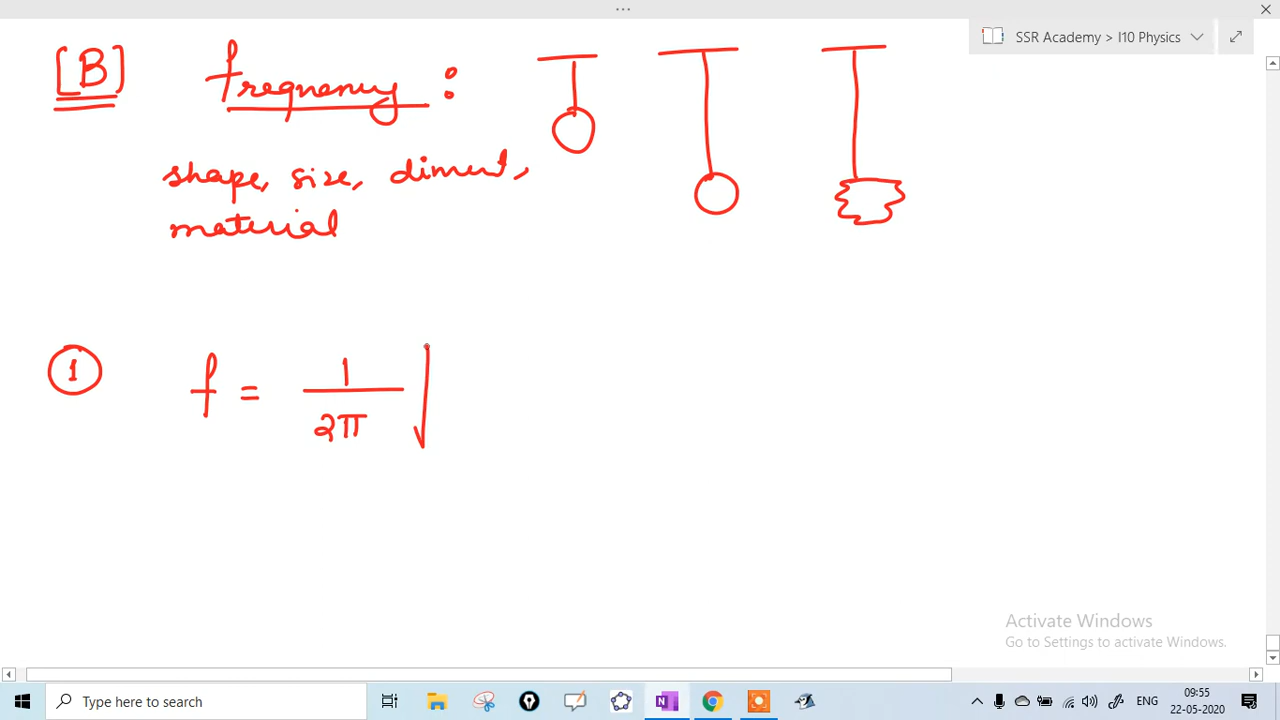 SSR Academy > I10 Physics
[B] frequency :
shape, size, diment,
material
1 f = 1
2π √
Activate Windows
Go to Settings to activate Windows.
Type here to search
ENG
09:55
22-05-2020